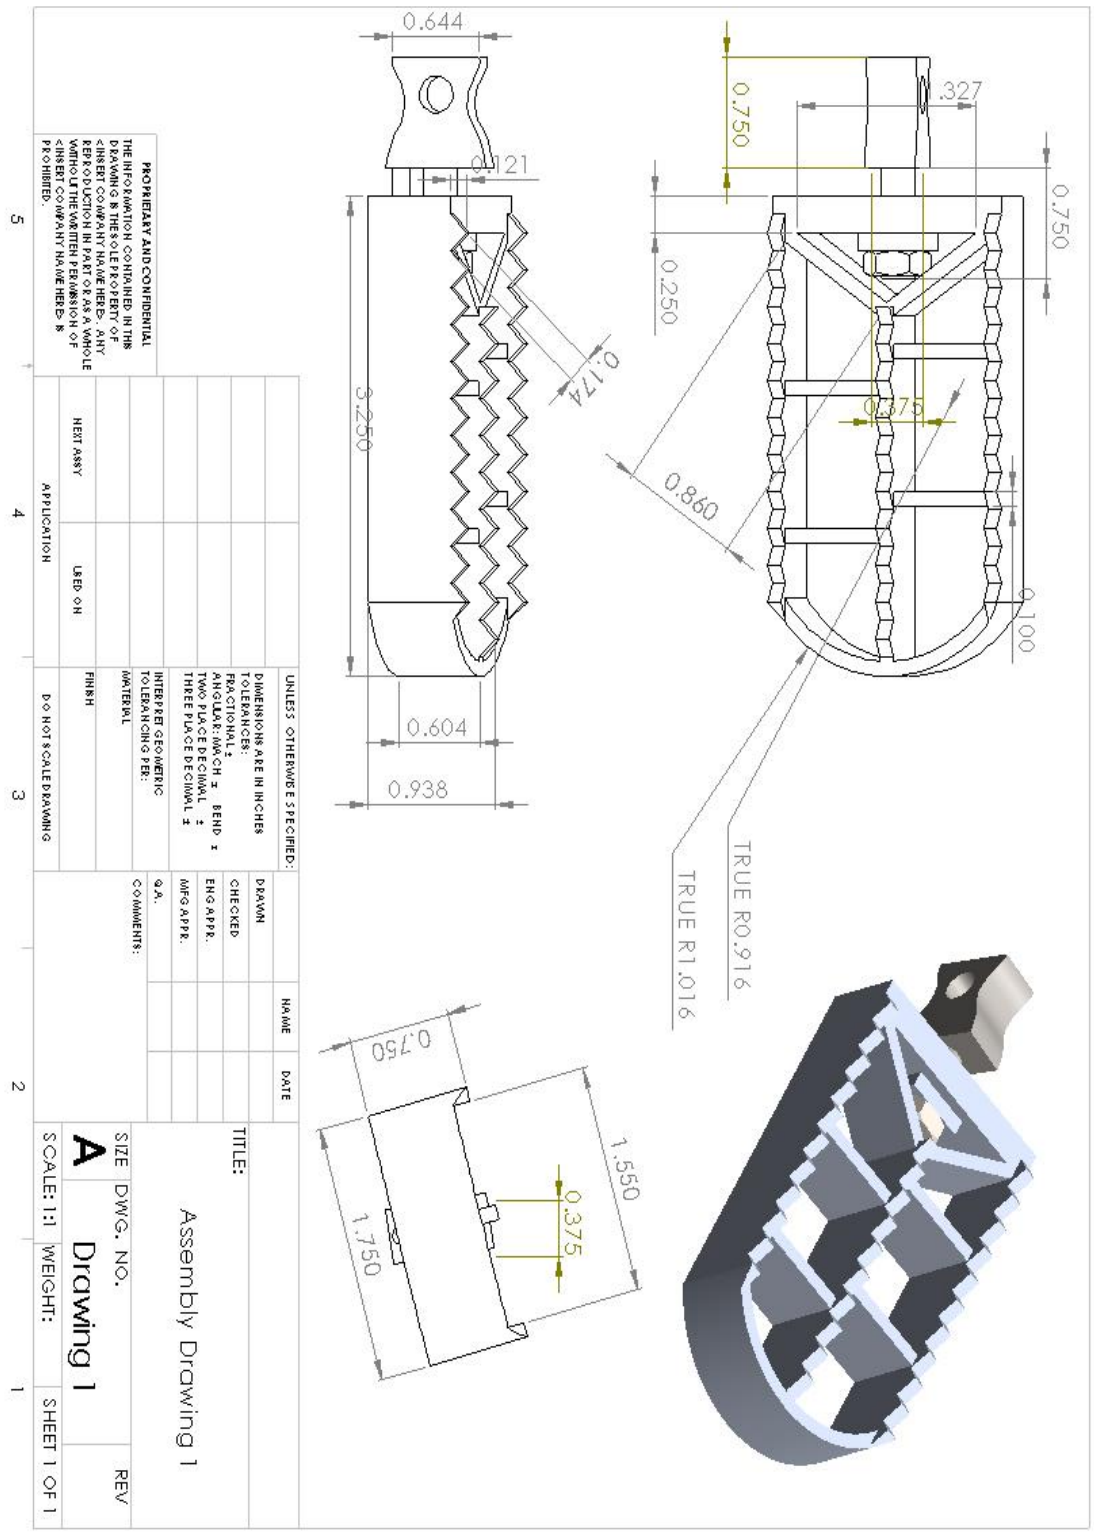 0.644
0.121
0.174
3.250
0.604
0.938
0.750
.327
0.750
0.250
0.860
0.375
0.100
TRUE R0.916
TRUE R1.016
0.750
1.550
0.375
1.750
PROPRIETARY AND CONFIDENTIAL
THE INFORMATION CONTAINED IN THIS
DRAWING IS THE SOLE PROPERTY OF
<INSERT COMPANY NAME HERE>. ANY
REPRODUCTION IN PART OR AS A WHOLE
WITHOUT THE WRITTEN PERMISSION OF
<INSERT COMPANY NAME HERE> IS
PROHIBITED.
NEXT ASSY
USED ON
APPLICATION
UNLESS OTHERWISE SPECIFIED:
DIMENSIONS ARE IN INCHES
TOLERANCES:
FRACTIONAL ±
ANGULAR: MACH ± BEND ±
TWO PLACE DECIMAL ±
THREE PLACE DECIMAL ±
INTERPRET GEOMETRIC
TOLERANCING PER:
MATERIAL
FINISH
DO NOT SCALE DRAWING
NAME
DATE
DRAWN
CHECKED
ENG APPR.
MFG APPR.
Q.A.
COMMENTS:
TITLE:
Assembly Drawing 1
SIZE
DWG. NO.
REV
A
Drawing 1
SCALE: 1:1
WEIGHT:
SHEET 1 OF 1
5
4
3
2
1